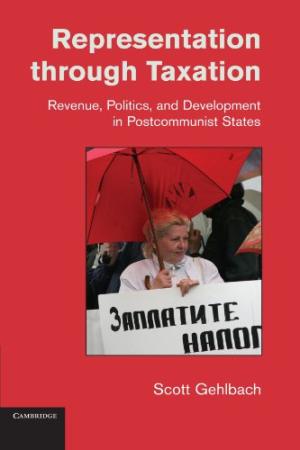 Representation
through Taxation
Revenue, Politics, and Development
in Postcommunist States
ЗАПЛАТИТЕ
НАЛОГ
Scott Gehlbach
CAMBRIDGE